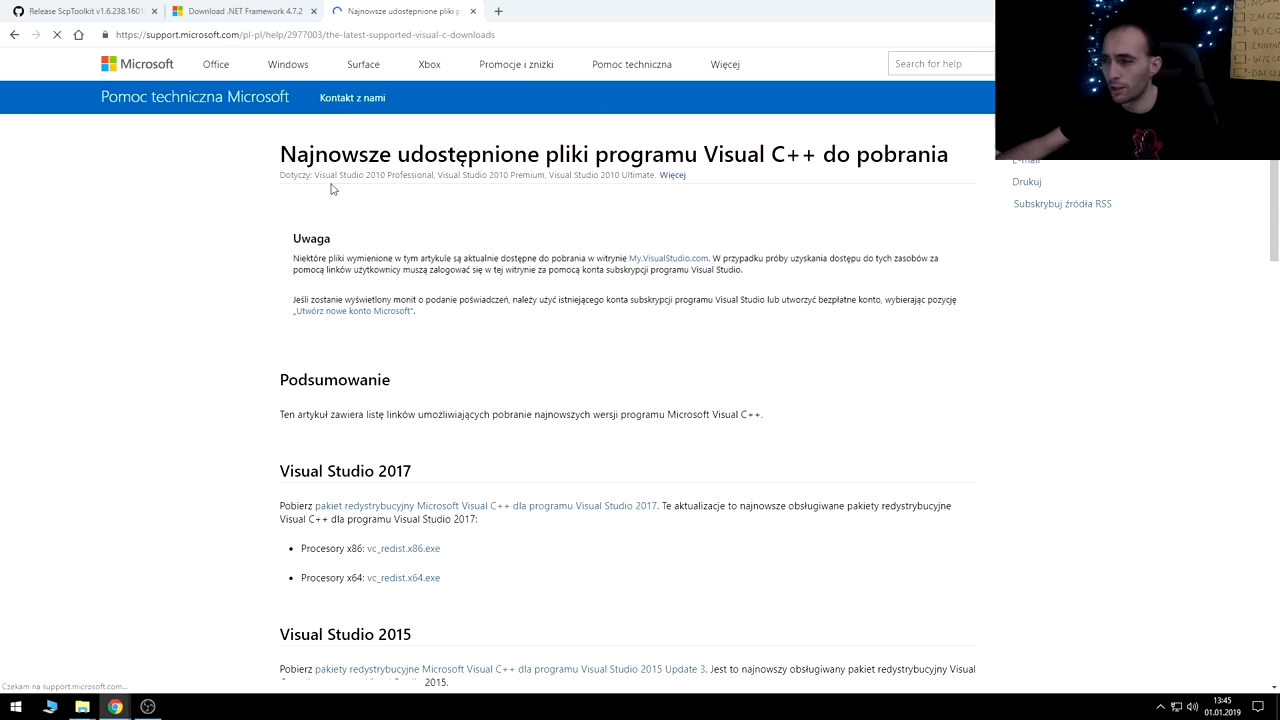 Release ScpToolkit v1.6.238.1601
Download .NET Framework 4.7.2
Najnowsze udostępnione pliki p
https://support.microsoft.com/pl-pl/help/2977003/the-latest-supported-visual-c-downloads
Microsoft Office Windows Surface Xbox Promocje i zniżki Pomoc techniczna Więcej Search for help
Pomoc techniczna Microsoft Kontakt z nami
Najnowsze udostępnione pliki programu Visual C++ do pobrania
Dotyczy: Visual Studio 2010 Professional, Visual Studio 2010 Premium, Visual Studio 2010 Ultimate, Więcej
E-mail
Drukuj
Subskrybuj źródła RSS
Uwaga
Niektóre pliki wymienione w tym artykule są aktualnie dostępne do pobrania w witrynie My.VisualStudio.com. W przypadku próby uzyskania dostępu do tych zasobów za
pomocą linków użytkownicy muszą zalogować się w tej witrynie za pomocą konta subskrypcji programu Visual Studio.
Jeśli zostanie wyświetlony monit o podanie poświadczeń, należy użyć istniejącego konta subskrypcji programu Visual Studio lub utworzyć bezpłatne konto, wybierając pozycję
„Utwórz nowe konto Microsoft".
Podsumowanie
Ten artykuł zawiera listę linków umożliwiających pobranie najnowszych wersji programu Microsoft Visual C++.
Visual Studio 2017
Pobierz pakiet redystrybucyjny Microsoft Visual C++ dla programu Visual Studio 2017. Te aktualizacje to najnowsze obsługiwane pakiety redystrybucyjne
Visual C++ dla programu Visual Studio 2017:
Procesory x86: vc_redist.x86.exe
Procesory x64: vc_redist.x64.exe
Visual Studio 2015
Pobierz pakiety redystrybucyjne Microsoft Visual C++ dla programu Visual Studio 2015 Update 3. Jest to najnowszy obsługiwany pakiet redystrybucyjny Visual
2015.
Czekam na support.microsoft.com...
13:45
01.01.2019